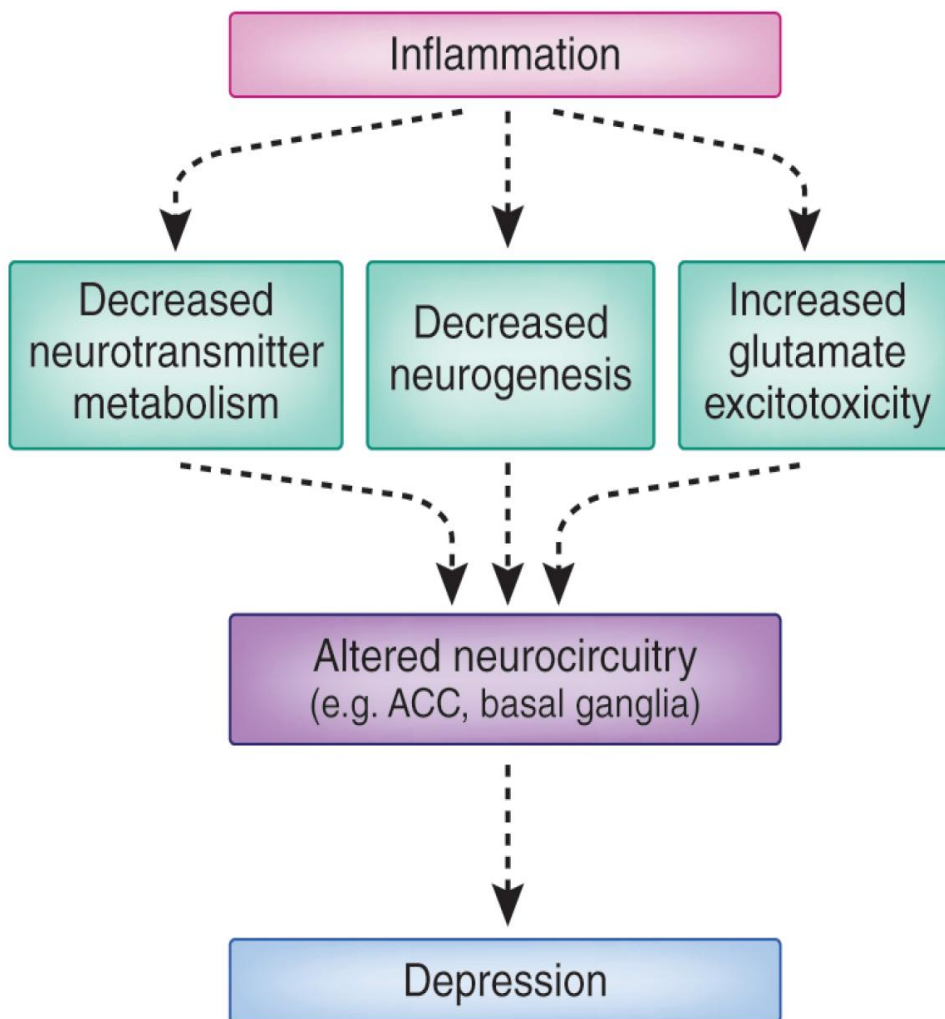 Inflammation
Decreased
neurotransmitter
metabolism
Decreased
neurogenesis
Increased
glutamate
excitotoxicity
Altered neurocircuitry
(e.g. ACC, basal ganglia)
Depression